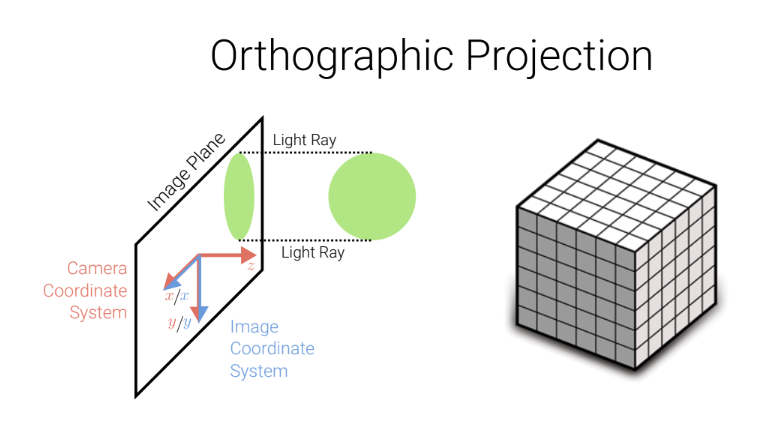 Orthographic Projection
Light Ray
Image Plane
Light Ray
Camera
Coordinate
System
z
x/x
y/y
Image
Coordinate
System